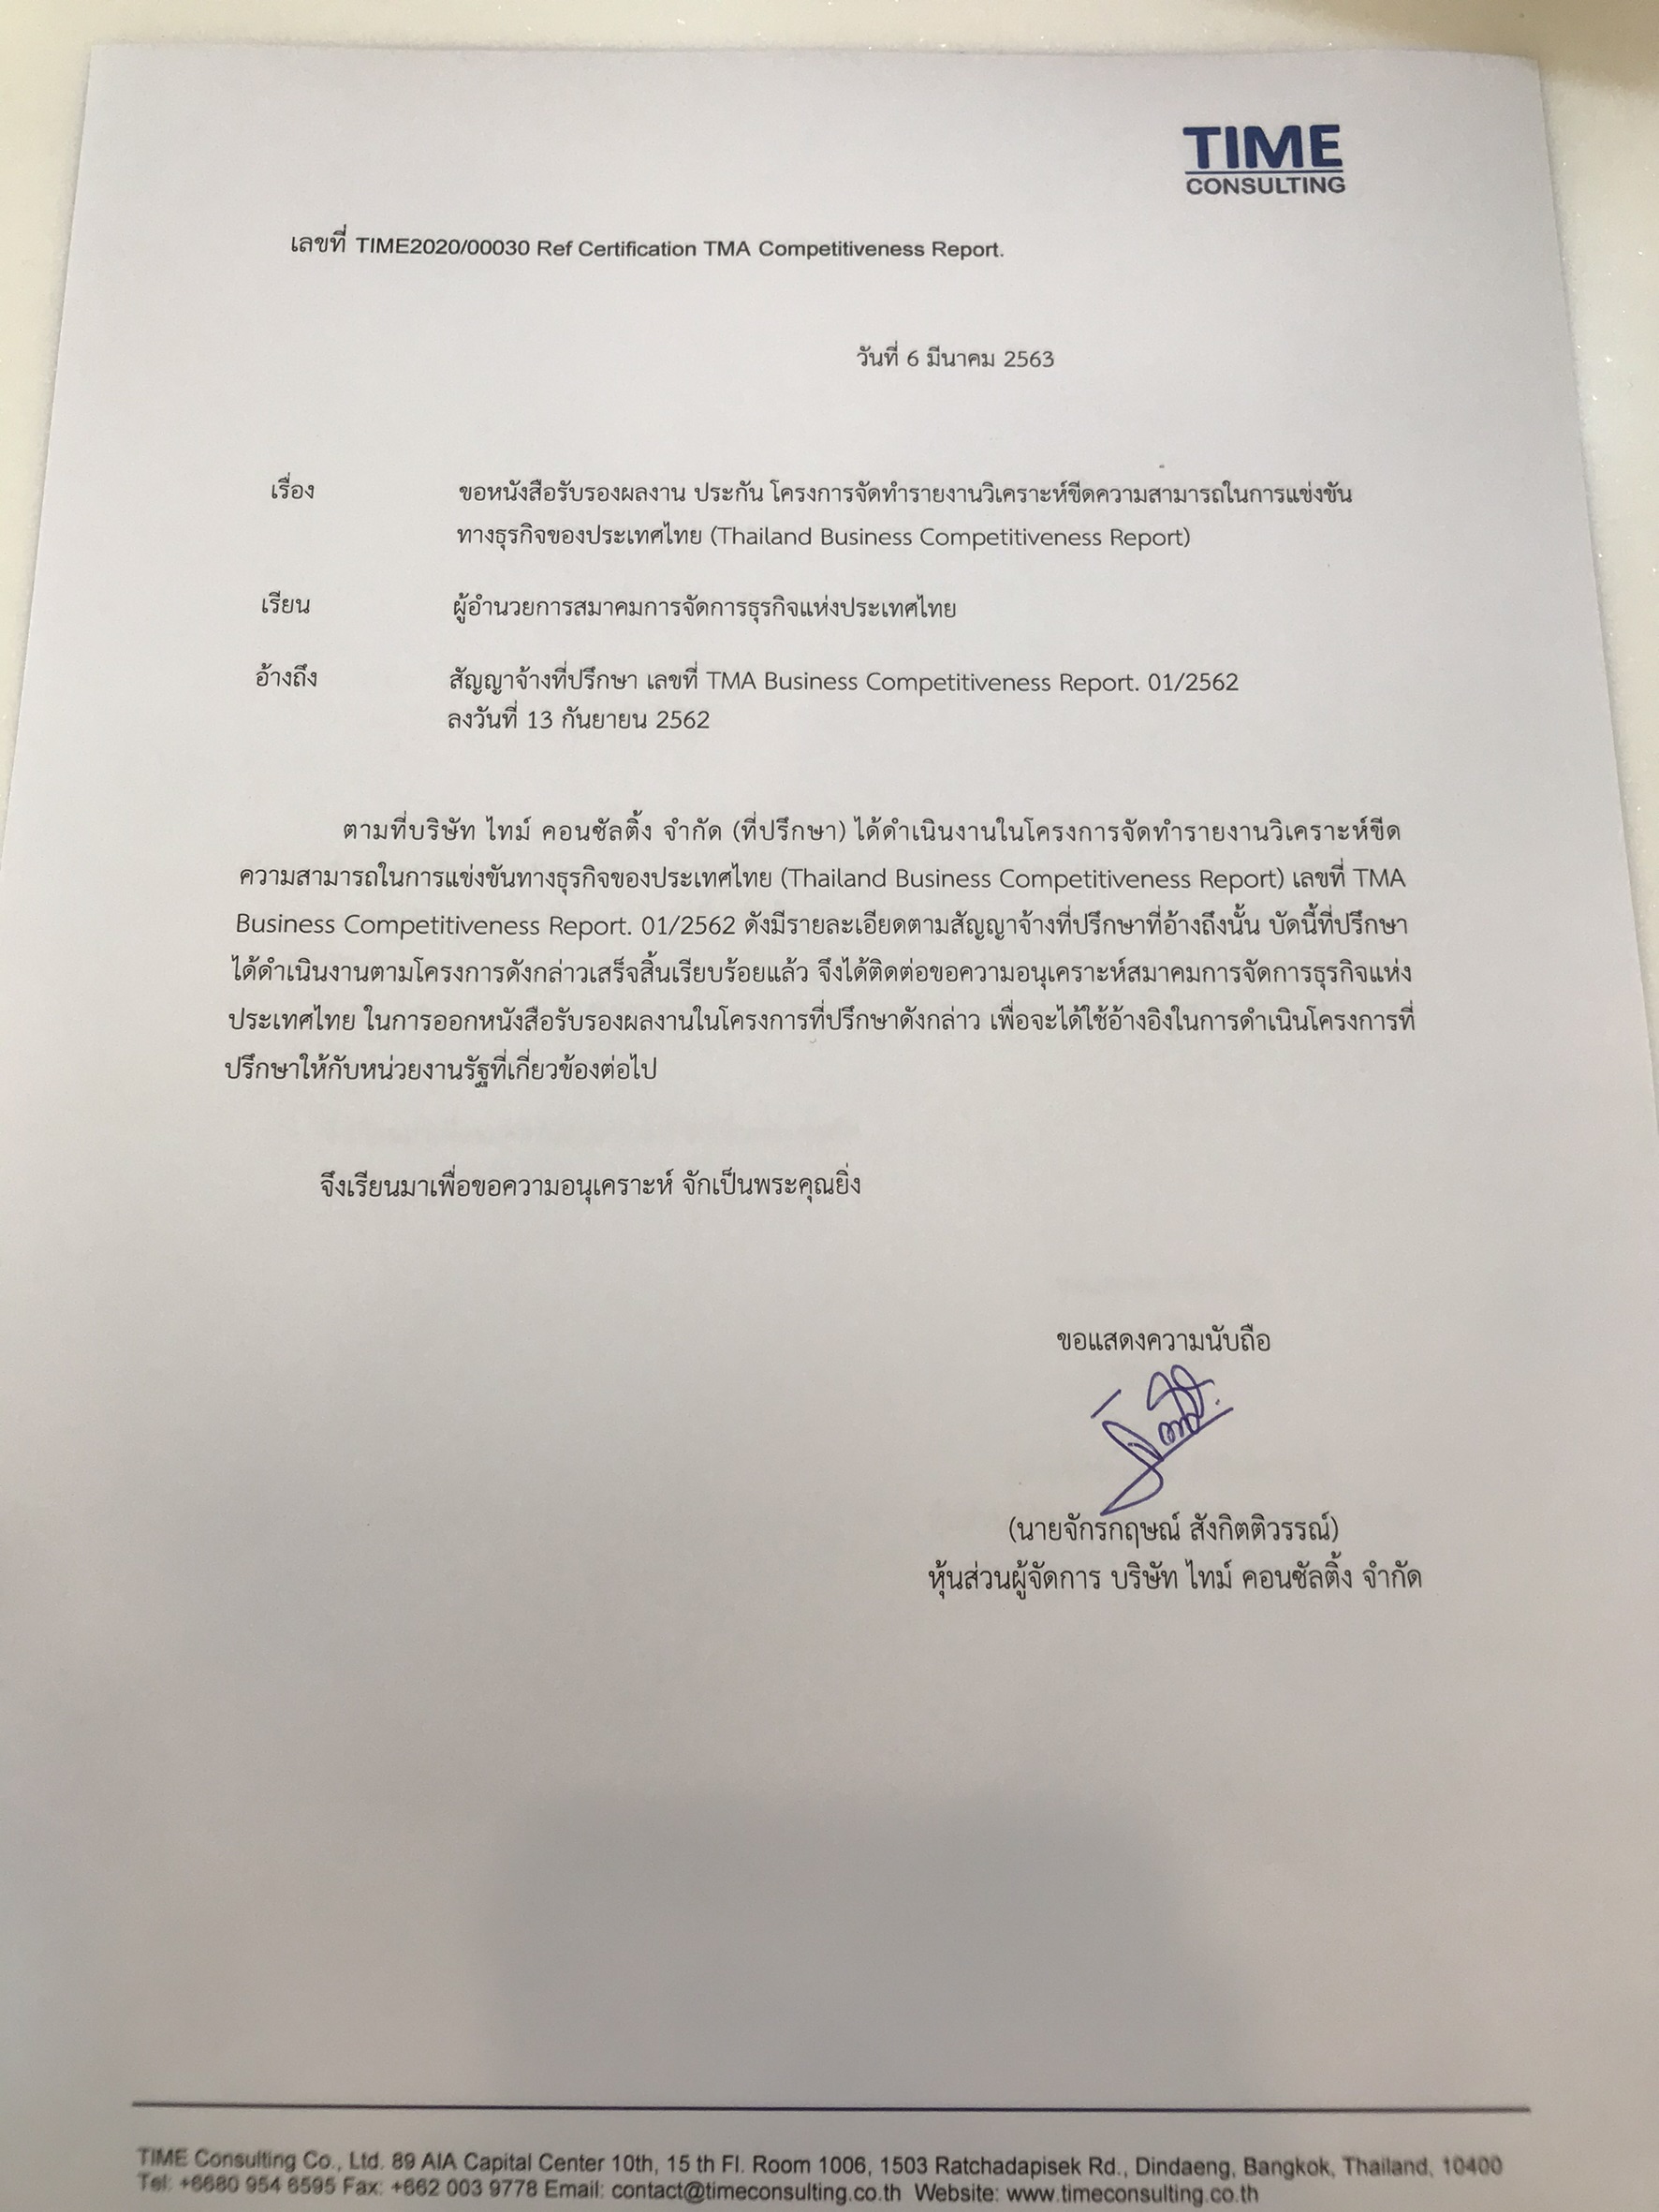 TIME
CONSULTING
เลขที่ TIME2020/00030 Ref Certification TMA Competitiveness Report.
วันที่ 6 มีนาคม 2563
เรื่อง ขอหนังสือรับรองผลงาน ประกัน โครงการจัดทำรายงานวิเคราะห์ขีดความสามารถในการแข่งขัน
ทางธุรกิจของประเทศไทย (Thailand Business Competitiveness Report)
เรียน ผู้อำนวยการสมาคมการจัดการธุรกิจแห่งประเทศไทย
อ้างถึง สัญญาจ้างที่ปรึกษา เลขที่ TMA Business Competitiveness Report. 01/2562
ลงวันที่ 13 กันยายน 2562
ตามที่บริษัท ไทม์ คอนซัลติ้ง จำกัด (ที่ปรึกษา) ได้ดำเนินงานในโครงการจัดทำรายงานวิเคราะห์ขีด
ความสามารถในการแข่งขันทางธุรกิจของประเทศไทย (Thailand Business Competitiveness Report) เลขที่ TMA
Business Competitiveness Report. 01/2562 ดังมีรายละเอียดตามสัญญาจ้างที่ปรึกษาที่อ้างถึงนั้น บัดนี้ที่ปรึกษา
ได้ดำเนินงานตามโครงการดังกล่าวเสร็จสิ้นเรียบร้อยแล้ว จึงได้ติดต่อขอความอนุเคราะห์สมาคมการจัดการธุรกิจแห่ง
ประเทศไทย ในการออกหนังสือรับรองผลงานในโครงการที่ปรึกษาดังกล่าว เพื่อจะได้ใช้อ้างอิงในการดำเนินโครงการที่
ปรึกษาให้กับหน่วยงานรัฐที่เกี่ยวข้องต่อไป
จึงเรียนมาเพื่อขอความอนุเคราะห์ จักเป็นพระคุณยิ่ง
ขอแสดงความนับถือ
(นายจักรกฤษณ์ สังกิตติวรรณ์)
หุ้นส่วนผู้จัดการ บริษัท ไทม์ คอนซัลติ้ง จำกัด
TIME Consulting Co., Ltd. 89 AIA Capital Center 10th, 15 th Fl. Room 1006, 1503 Ratchadapisek Rd., Dindaeng, Bangkok, Thailand, 10400
Tel: +6680 954 6595 Fax: +662 003 9778 Email: contact@timeconsulting.co.th Website: www.timeconsulting.co.th